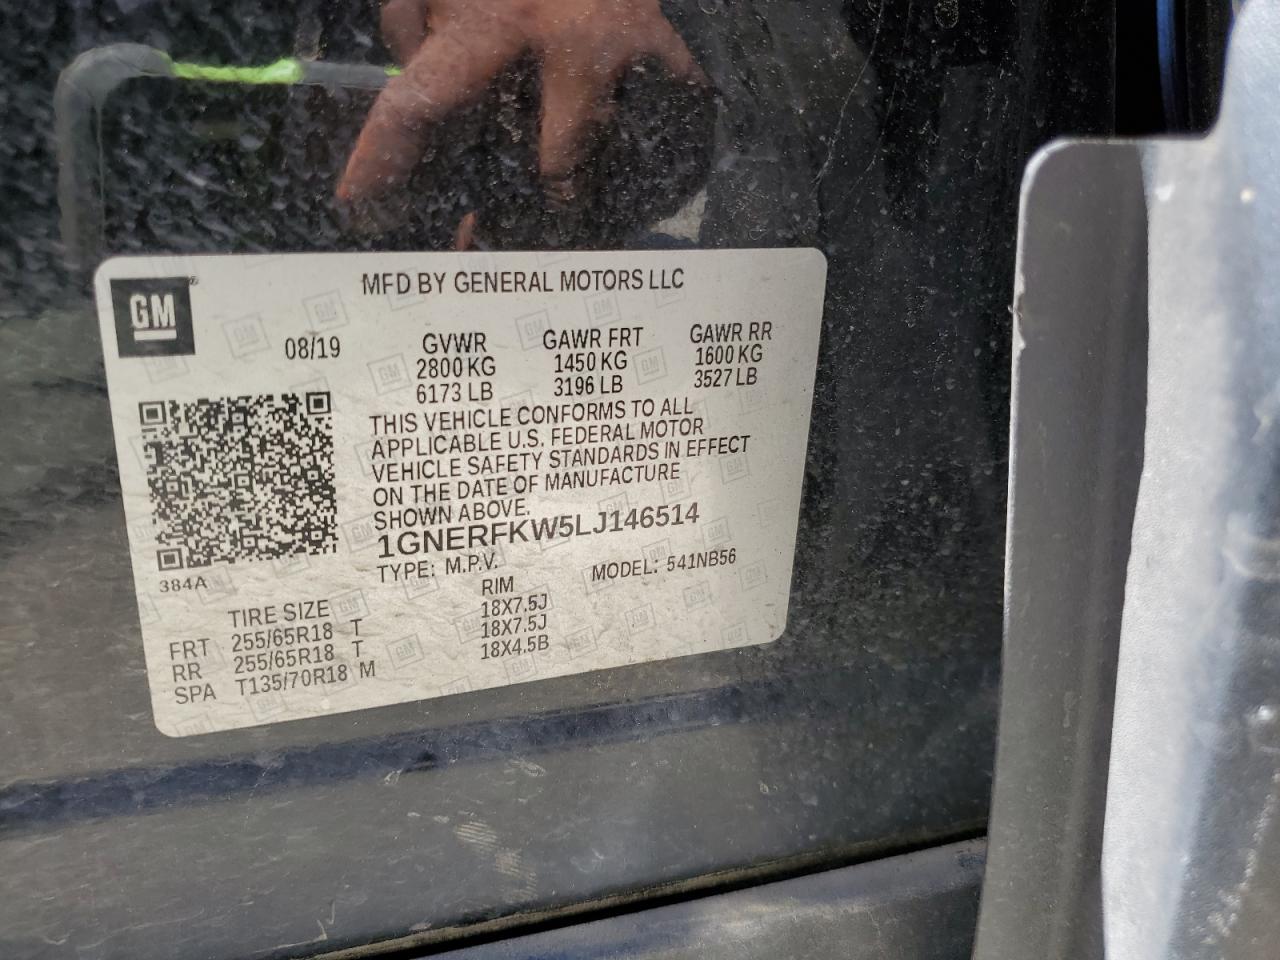 MFD BY GENERAL MOTORS LLC
GM
08/19
GVWR GAWR FRT GAWR RR
2800 KG 1450 KG 1600 KG
6173 LB 3196 LB 3527 LB
THIS VEHICLE CONFORMS TO ALL
APPLICABLE U.S. FEDERAL MOTOR
VEHICLE SAFETY STANDARDS IN EFFECT
ON THE DATE OF MANUFACTURE
SHOWN ABOVE.
1GNERFKW5LJ146514
TYPE: M.P.V. MODEL: 541NB56
384A
TIRE SIZE RIM
FRT 255/65R18 T 18X7.5J
RR 255/65R18 T 18X7.5J
SPA T135/70R18 M 18X4.5B